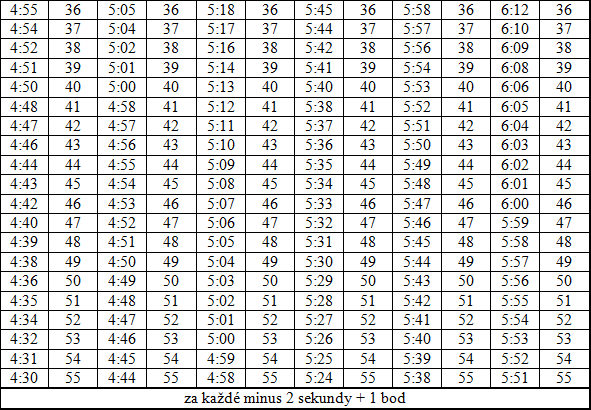 4:55 36 5:05 36 5:18 36 5:45 36 5:58 36 6:12 36
4:54 37 5:04 37 5:17 37 5:44 37 5:57 37 6:10 37
4:52 38 5:02 38 5:16 38 5:42 38 5:56 38 6:09 38
4:51 39 5:01 39 5:14 39 5:41 39 5:54 39 6:08 39
4:50 40 5:00 40 5:13 40 5:40 40 5:53 40 6:06 40
4:48 41 4:58 41 5:12 41 5:38 41 5:52 41 6:05 41
4:47 42 4:57 42 5:11 42 5:37 42 5:51 42 6:04 42
4:46 43 4:56 43 5:10 43 5:36 43 5:50 43 6:03 43
4:44 44 4:55 44 5:09 44 5:35 44 5:49 44 6:02 44
4:43 45 4:54 45 5:08 45 5:34 45 5:48 45 6:01 45
4:42 46 4:53 46 5:07 46 5:33 46 5:47 46 6:00 46
4:40 47 4:52 47 5:06 47 5:32 47 5:46 47 5:59 47
4:39 48 4:51 48 5:05 48 5:31 48 5:45 48 5:58 48
4:38 49 4:50 49 5:04 49 5:30 49 5:44 49 5:57 49
4:36 50 4:49 50 5:03 50 5:29 50 5:43 50 5:56 50
4:35 51 4:48 51 5:02 51 5:28 51 5:42 51 5:55 51
4:34 52 4:47 52 5:01 52 5:27 52 5:41 52 5:54 52
4:32 53 4:46 53 5:00 53 5:26 53 5:40 53 5:53 53
4:31 54 4:45 54 4:59 54 5:25 54 5:39 54 5:52 54
4:30 55 4:44 55 4:58 55 5:24 55 5:38 55 5:51 55
za každé minus 2 sekundy + 1 bod